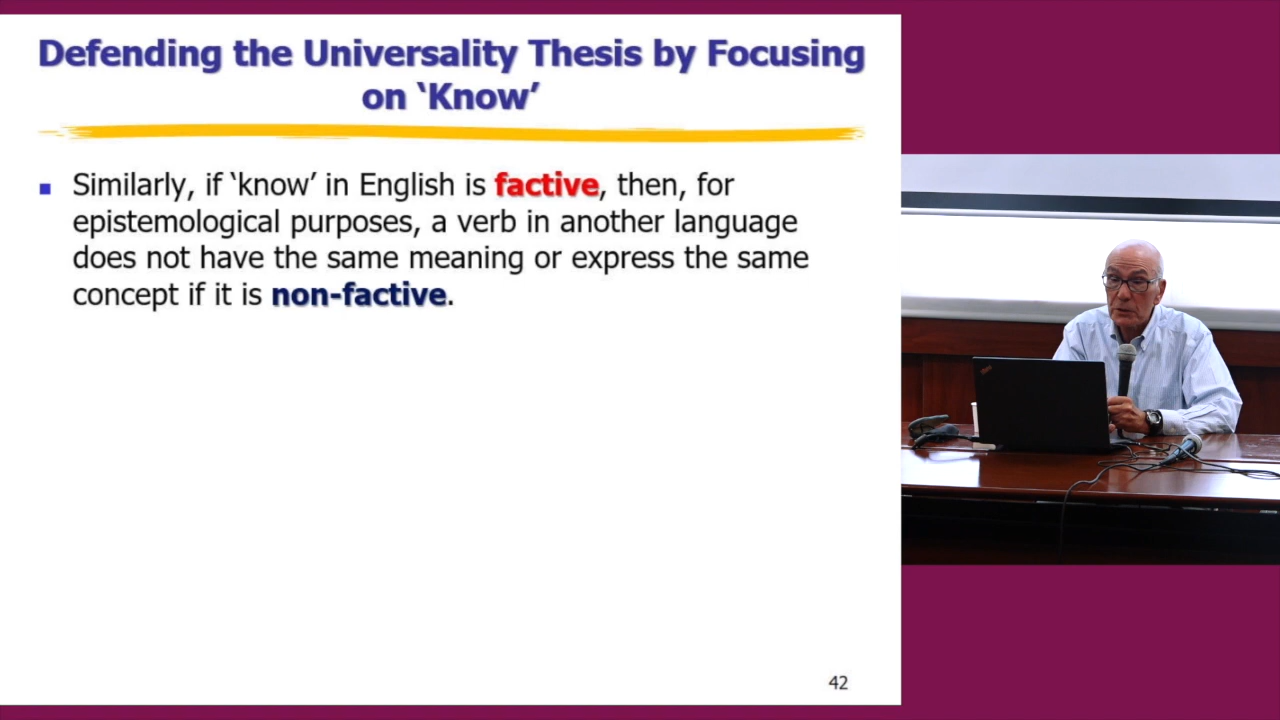 Defending the Universality Thesis by Focusing
on ‘Know’
Similarly, if ‘know’ in English is factive, then, for
epistemological purposes, a verb in another language
does not have the same meaning or express the same
concept if it is non-factive.
42